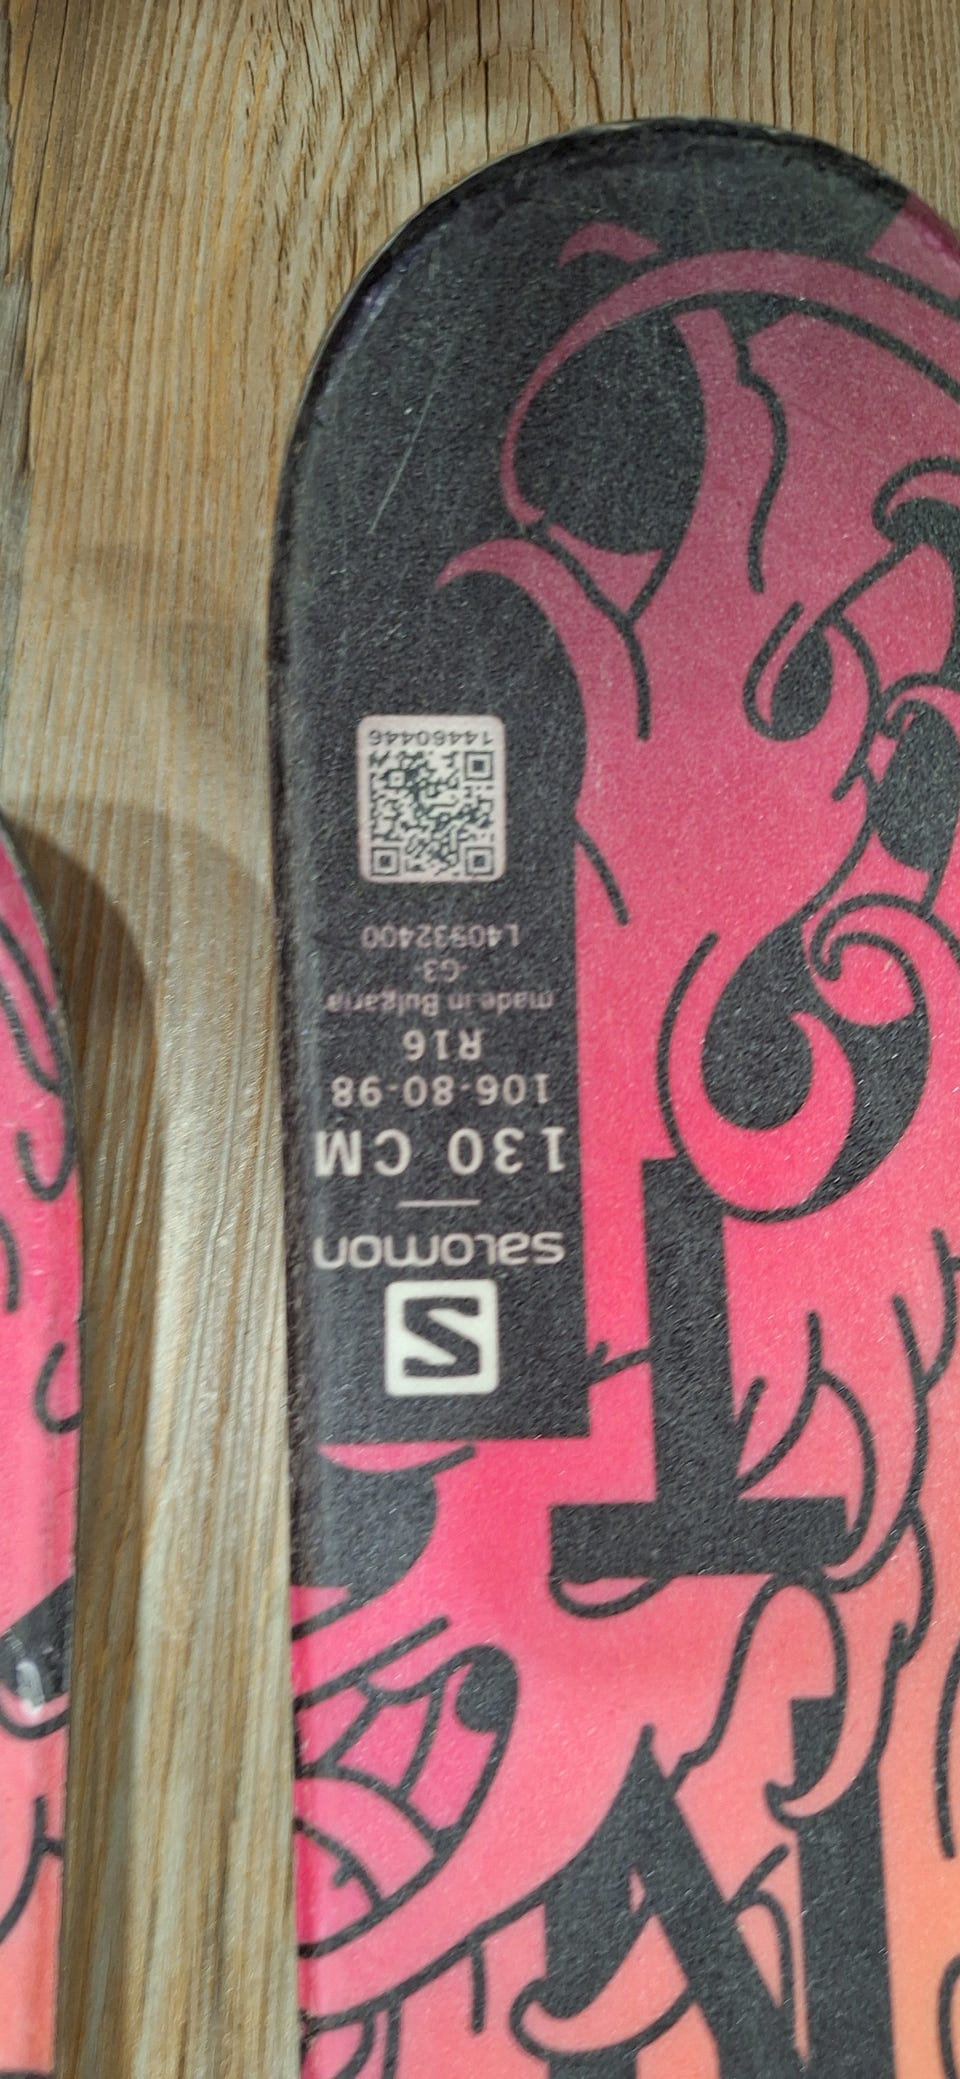 N
T
salomon
130 CM
106-80-98
R16
made in Bulgaria
-G3-
L40932400
14460446